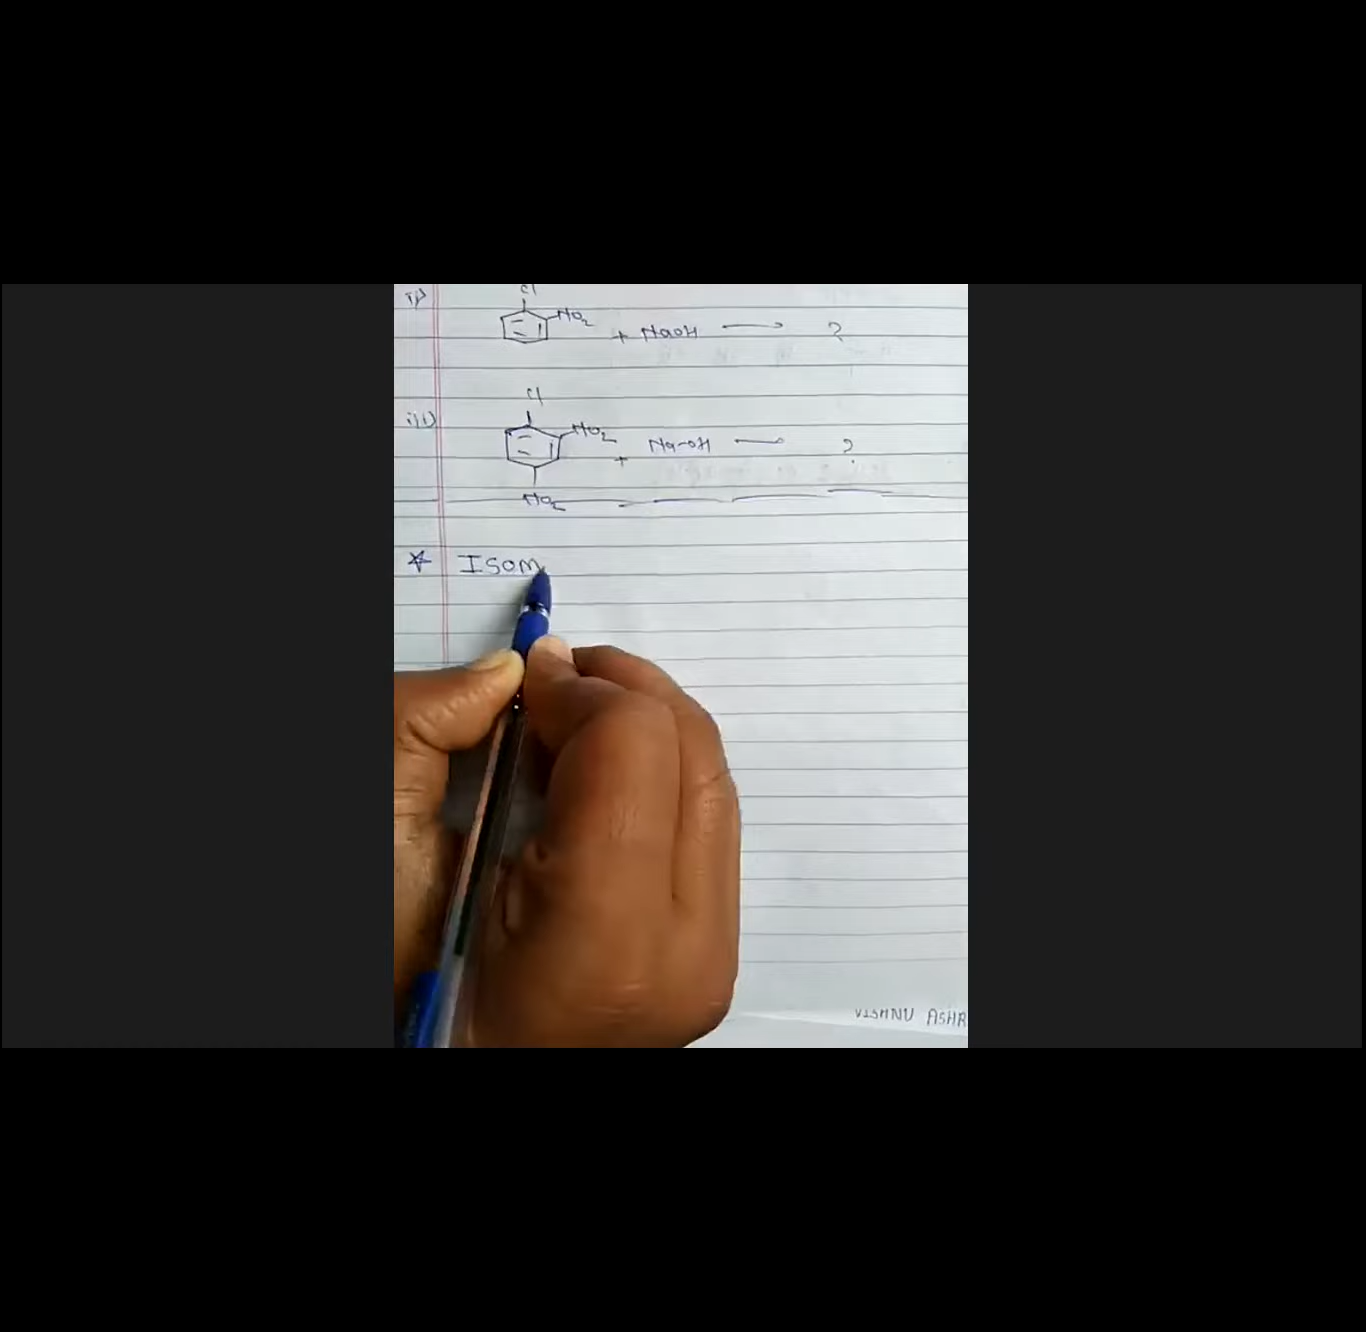 ii)
Cl
NO2
+ NaOH ⟶ ?
iii)
Cl
NO2
+ Na-OH ⟶ ?
NO2
☆ Isom
VISHNU ASHR